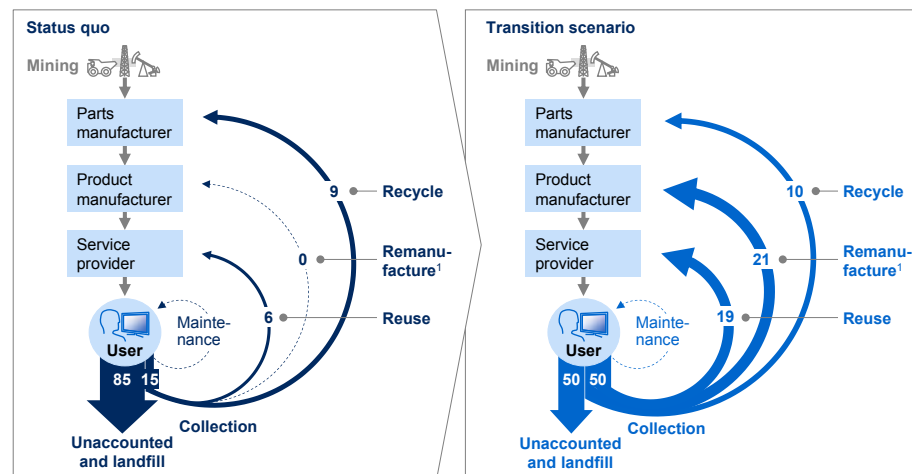 Status quo
Mining
Parts
manufacturer
Product
manufacturer
Service
provider
User
Mainte-
nance
9
Recycle
0
Remanu-
facture1
6
Reuse
85
15
Collection
Unaccounted
and landfill
Transition scenario
Mining
Parts
manufacturer
Product
manufacturer
Service
provider
User
Mainte-
nance
10
Recycle
21
Remanu-
facture1
19
Reuse
50
50
Collection
Unaccounted
and landfill